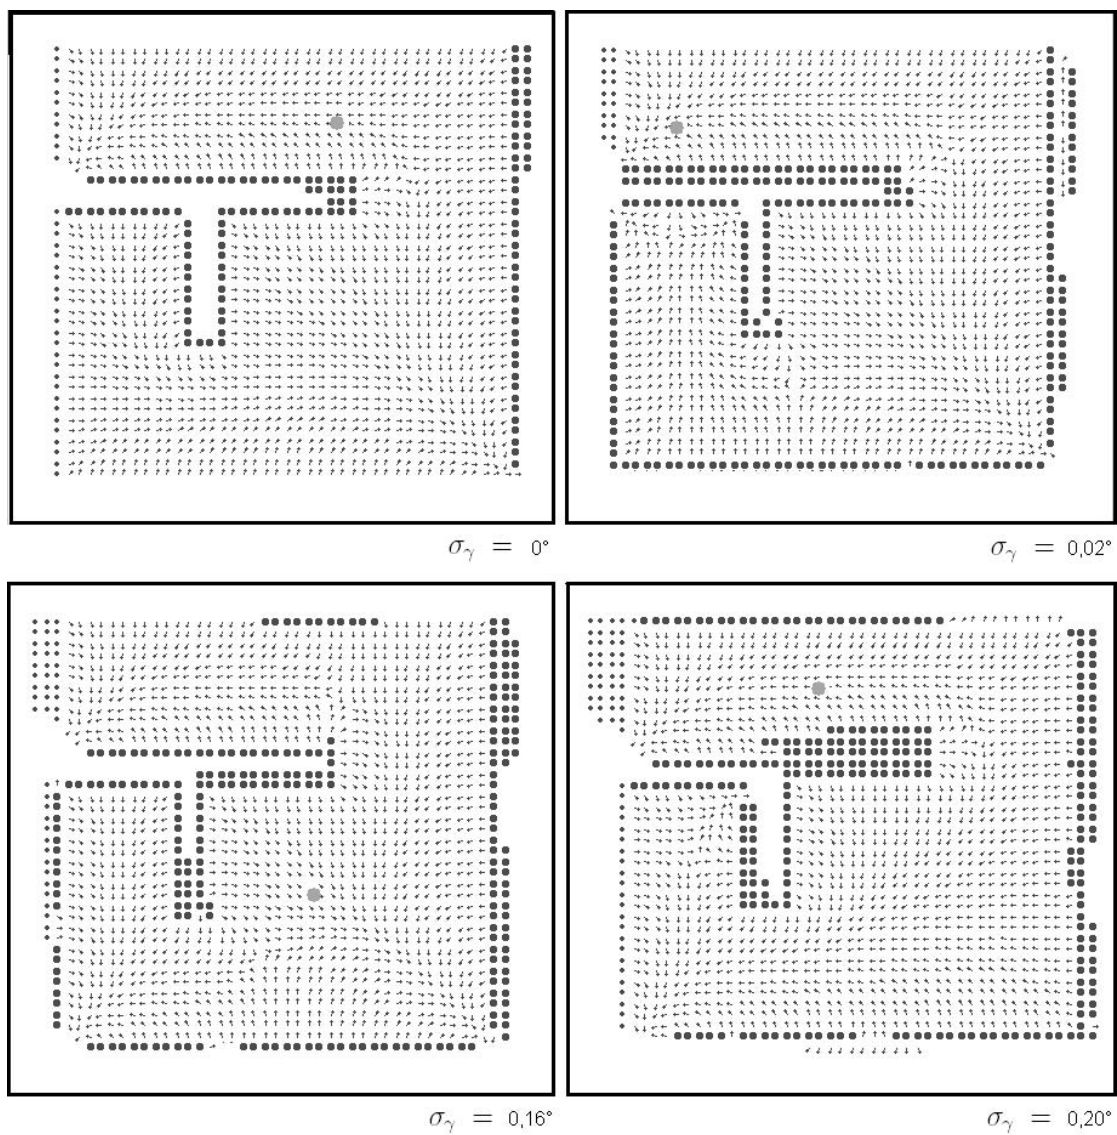 σγ = 0°
σγ = 0,02°
σγ = 0,16°
σγ = 0,20°